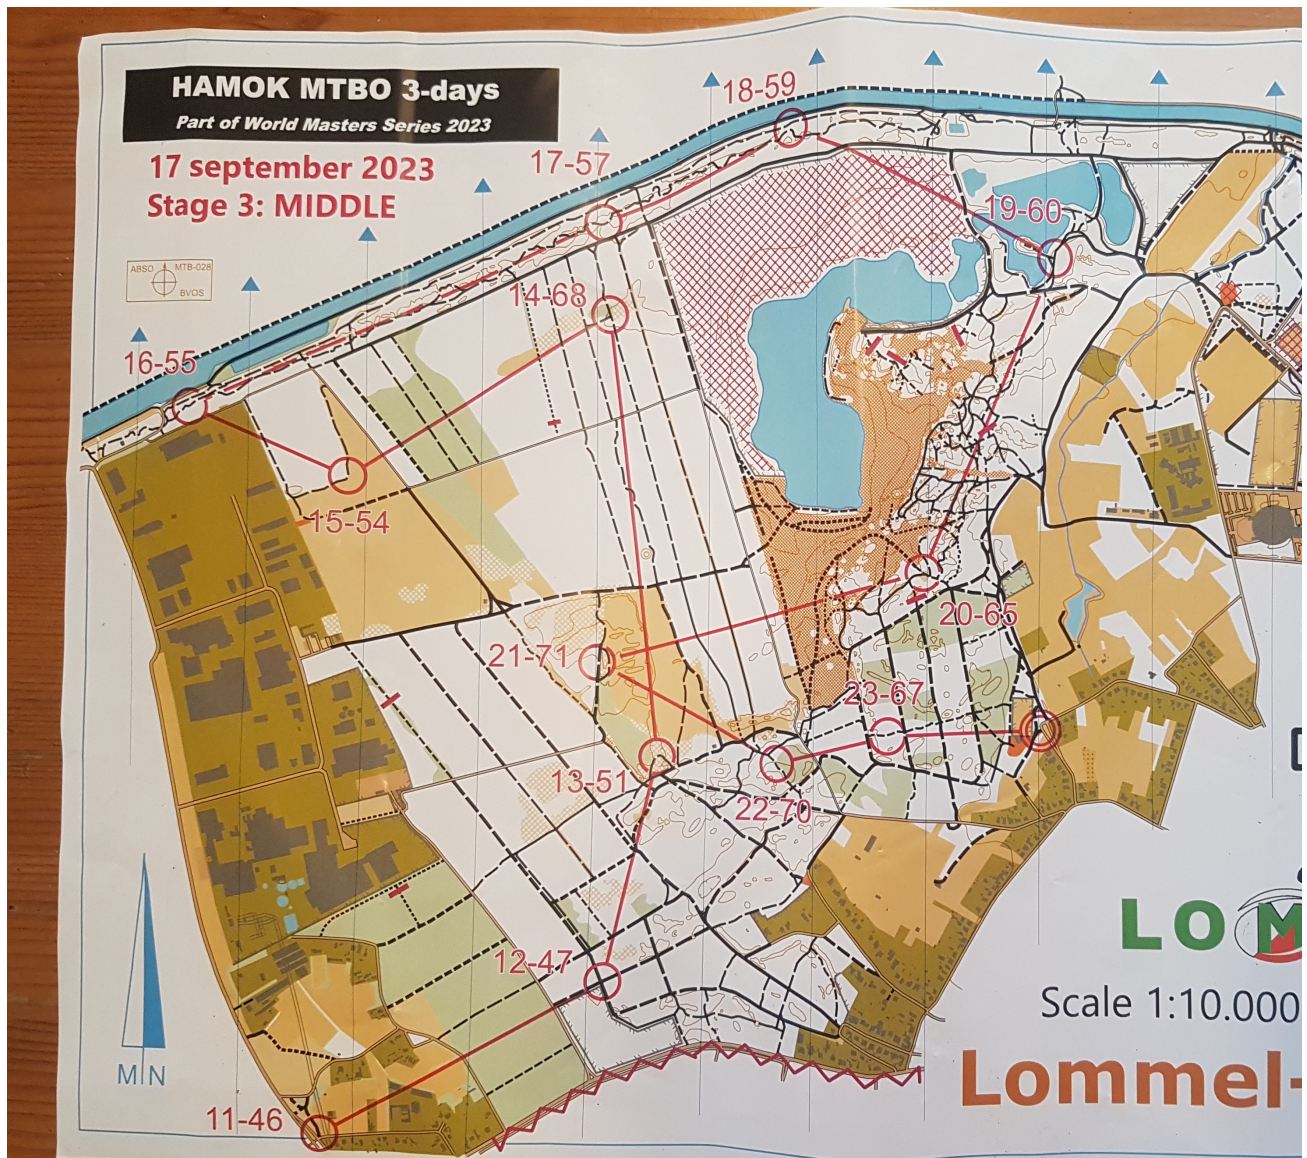 HAMOK MTBO 3-days
Part of World Masters Series 2023
17 september 2023
Stage 3: MIDDLE
ABSO MTB-028
BVOS
18-59
17-57
19-60
14-68
16-55
15-54
20-65
21-71
23-67
13-51
22-70
12-47
11-46
MN
LOM
Scale 1:10.000
Lommel-